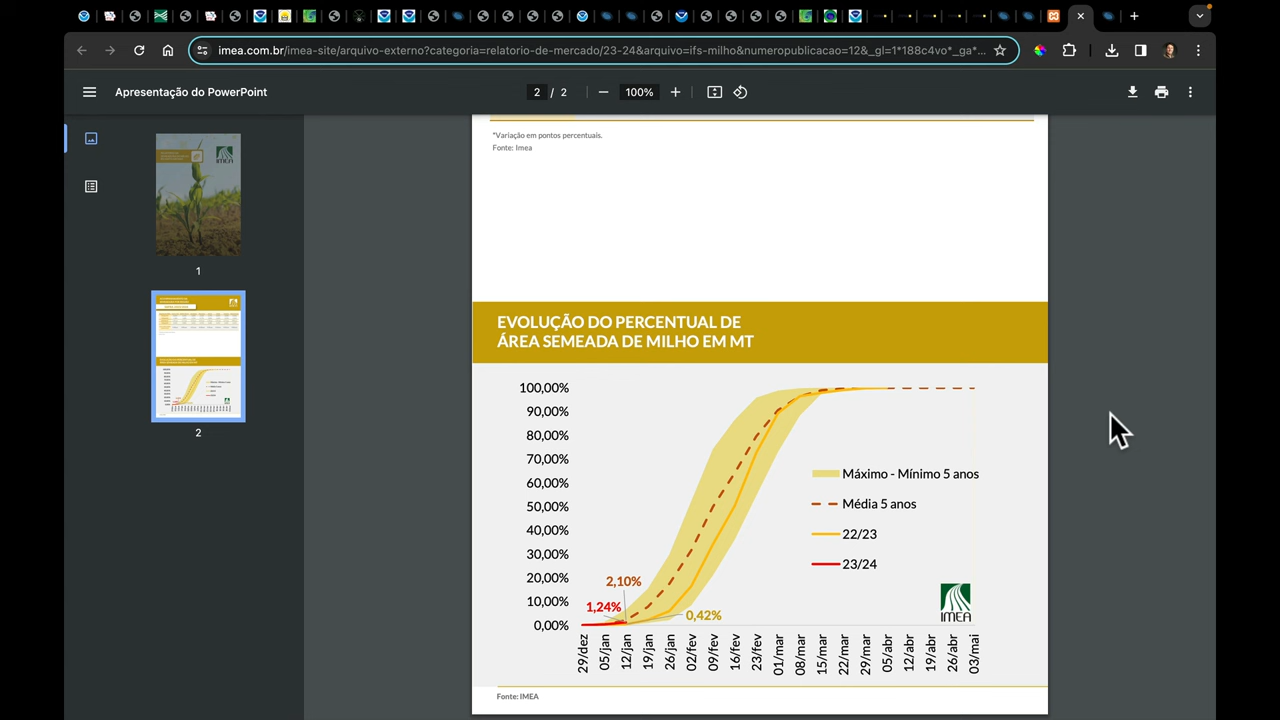 imea.com.br/imea-site/arquivo-externo?categoria=relatorio-de-mercado/23-24&arquivo=ifs-milho&numeropublicacao=12&_gl=1*188c4vo*_ga*...
Apresentação do PowerPoint
2 / 2
100%
*Variação em pontos percentuais.
Fonte: Imea
IMEA
1
2
EVOLUÇÃO DO PERCENTUAL DE
ÁREA SEMEADA DE MILHO EM MT
100,00%
90,00%
80,00%
70,00%
60,00%
50,00%
40,00%
30,00%
20,00%
10,00%
0,00%
Máximo - Mínimo 5 anos
Média 5 anos
22/23
23/24
2,10%
1,24%
0,42%
IMEA
29/dez
05/jan
12/jan
19/jan
26/jan
02/fev
09/fev
16/fev
23/fev
01/mar
08/mar
15/mar
22/mar
29/mar
05/abr
12/abr
19/abr
26/abr
03/mai
Fonte: IMEA